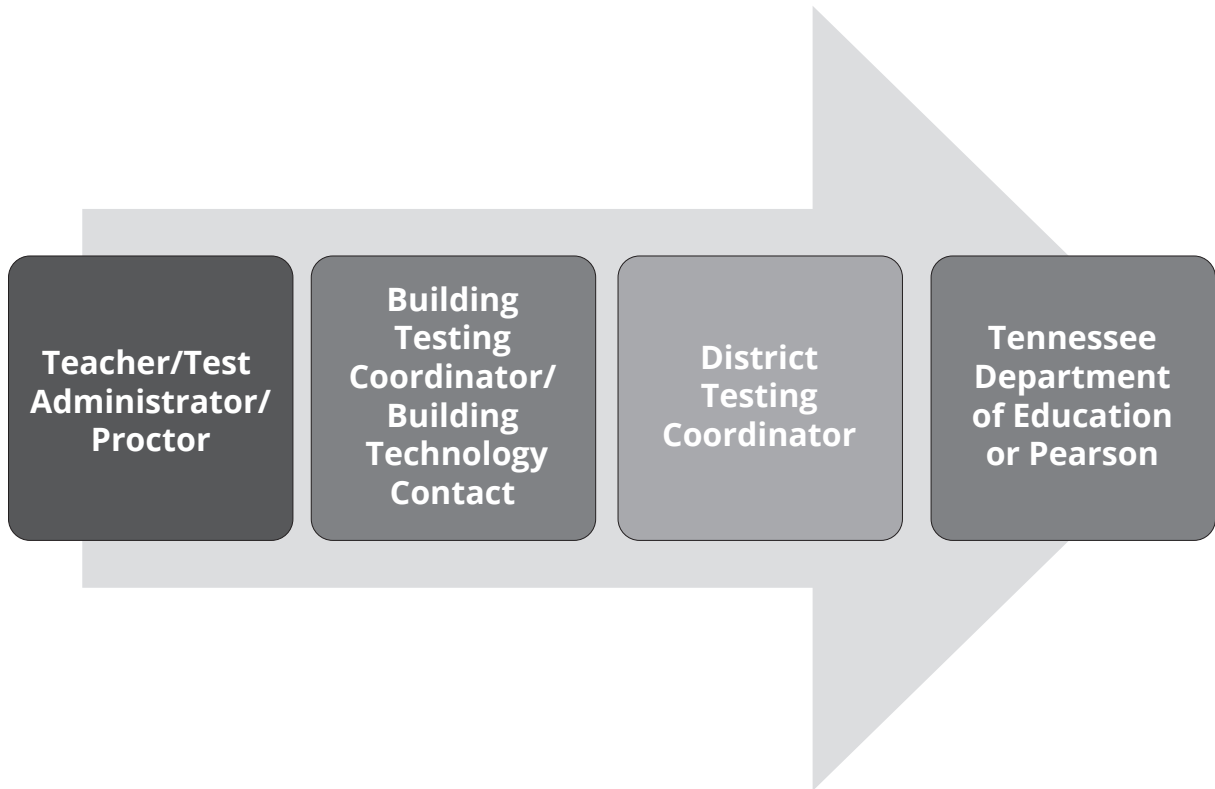 Teacher/Test
Administrator/
Proctor
Building
Testing
Coordinator/
Building
Technology
Contact
District
Testing
Coordinator
Tennessee
Department
of Education
or Pearson